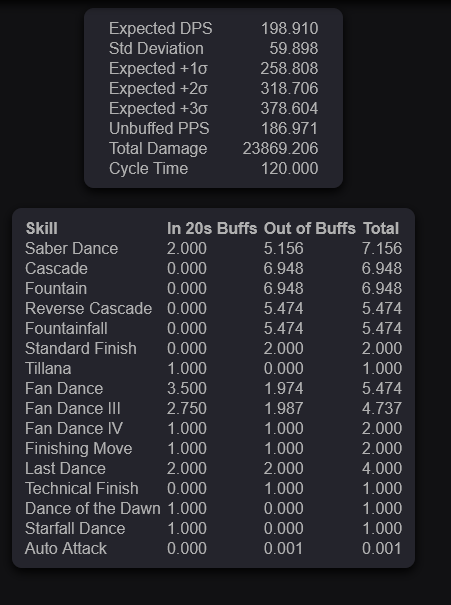 Expected DPS 198.910
Std Deviation 59.898
Expected +1σ 258.808
Expected +2σ 318.706
Expected +3σ 378.604
Unbuffed PPS 186.971
Total Damage 23869.206
Cycle Time 120.000
Skill In 20s Buffs Out of Buffs Total
Saber Dance 2.000 5.156 7.156
Cascade 0.000 6.948 6.948
Fountain 0.000 6.948 6.948
Reverse Cascade 0.000 5.474 5.474
Fountainfall 0.000 5.474 5.474
Standard Finish 0.000 2.000 2.000
Tillana 1.000 0.000 1.000
Fan Dance 3.500 1.974 5.474
Fan Dance III 2.750 1.987 4.737
Fan Dance IV 1.000 1.000 2.000
Finishing Move 1.000 1.000 2.000
Last Dance 2.000 2.000 4.000
Technical Finish 0.000 1.000 1.000
Dance of the Dawn 1.000 0.000 1.000
Starfall Dance 1.000 0.000 1.000
Auto Attack 0.000 0.001 0.001